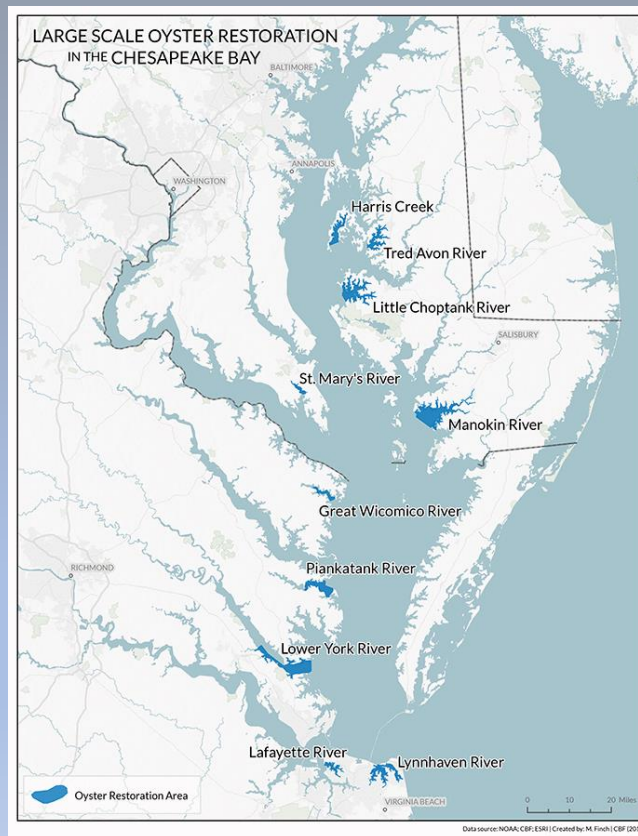 LARGE SCALE OYSTER RESTORATION
IN THE CHESAPEAKE BAY
BALTIMORE
ANNAPOLIS
WASHINGTON
Harris Creek
Tred Avon River
Little Choptank River
SALISBURY
St. Mary's River
Manokin River
Great Wicomico River
Piankatank River
RICHMOND
Lower York River
Lafayette River
Lynnhaven River
Oyster Restoration Area
VIRGINIA BEACH
0 10 20 Miles
Data source: NOAA; CBF; ESRI | Created by: M. Finch | CBF